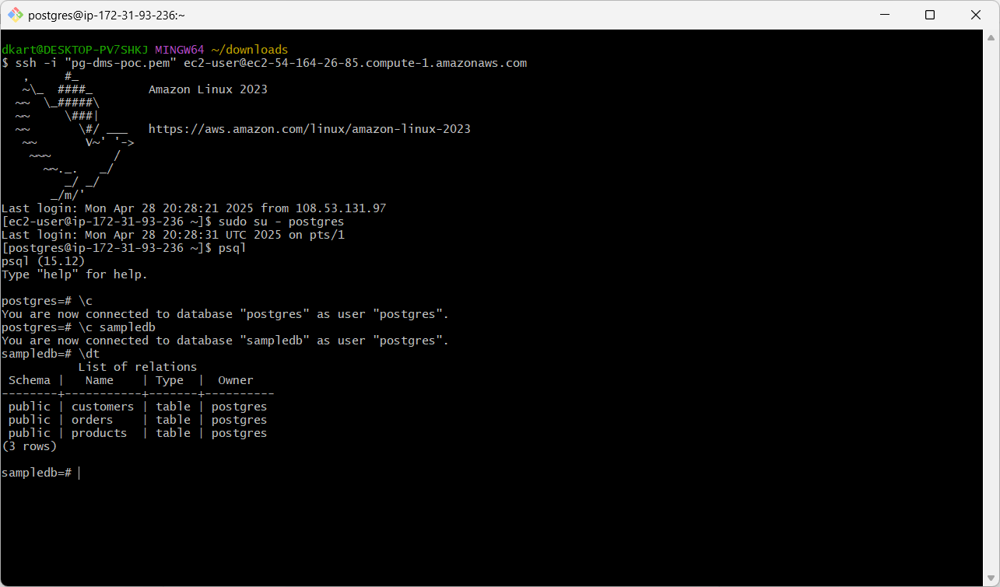 postgres@ip-172-31-93-236:~
dkart@DESKTOP-PV7SHKJ MINGW64 ~/downloads
$ ssh -i "pg-dms-poc.pem" ec2-user@ec2-54-164-26-85.compute-1.amazonaws.com
   ,     #_
   ~\_  ####_        Amazon Linux 2023
  ~~  \_#####\
  ~~     \###|
  ~~       \#/ ___   https://aws.amazon.com/linux/amazon-linux-2023
   ~~       V~' '->
    ~~~         /
      ~~._.   _/
         _/ _/
       _/m/'
Last login: Mon Apr 28 20:28:21 2025 from 108.53.131.97
[ec2-user@ip-172-31-93-236 ~]$ sudo su - postgres
Last login: Mon Apr 28 20:28:31 UTC 2025 on pts/1
[postgres@ip-172-31-93-236 ~]$ psql
psql (15.12)
Type "help" for help.
postgres=# \c
You are now connected to database "postgres" as user "postgres".
postgres=# \c sampledb
You are now connected to database "sampledb" as user "postgres".
sampledb=# \dt
           List of relations
 Schema |   Name    | Type  |  Owner
--------+-----------+-------+----------
 public | customers | table | postgres
 public | orders    | table | postgres
 public | products  | table | postgres
(3 rows)
sampledb=#